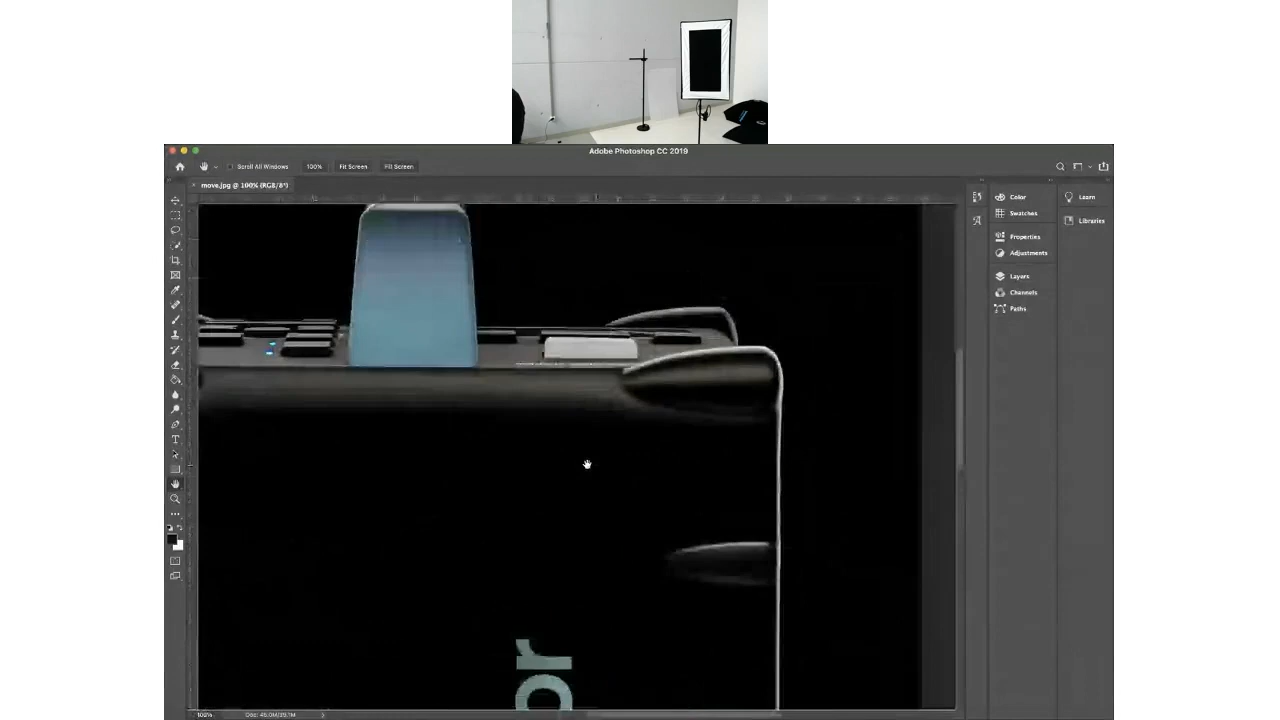 Adobe Photoshop CC 2019
Scroll All Windows 100% Fit Screen Fill Screen
× move.jpg @ 100% (RGB/8*)
Color
Swatches
Properties
Adjustments
Layers
Channels
Paths
Learn
Libraries
or
100%